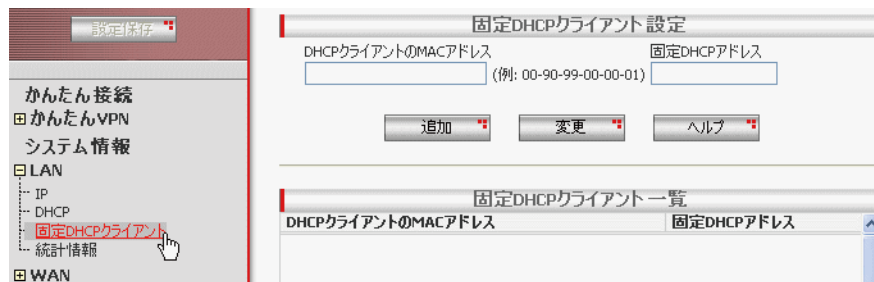 設定保存
かんたん接続
かんたんVPN
システム情報
LAN
IP
DHCP
固定DHCPクライアント
統計情報
WAN
固定DHCPクライアント設定
DHCPクライアントのMACアドレス 固定DHCPアドレス
(例: 00-90-99-00-00-01)
追加 変更 ヘルプ
固定DHCPクライアント一覧
DHCPクライアントのMACアドレス 固定DHCPアドレス